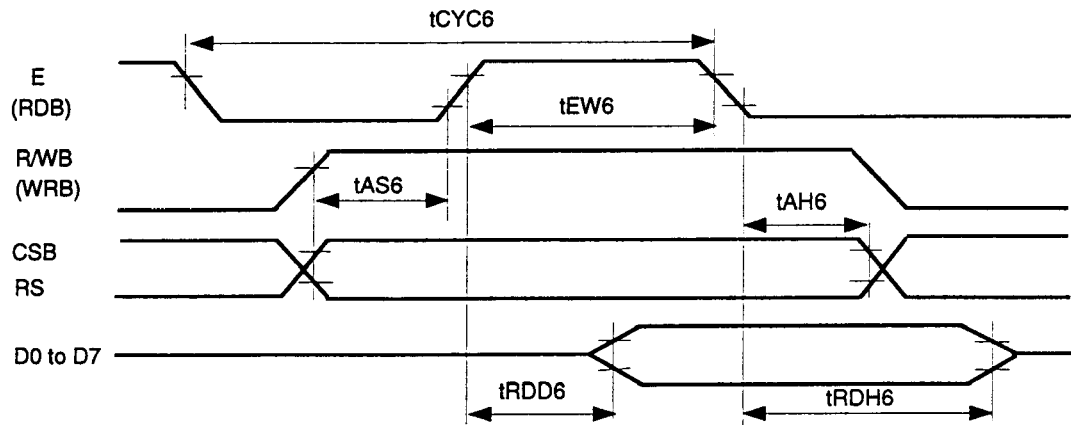 tCYC6
E
(RDB)
tEW6
R/WB
(WRB)
tAS6
tAH6
CSB
RS
D0 to D7
tRDD6
tRDH6